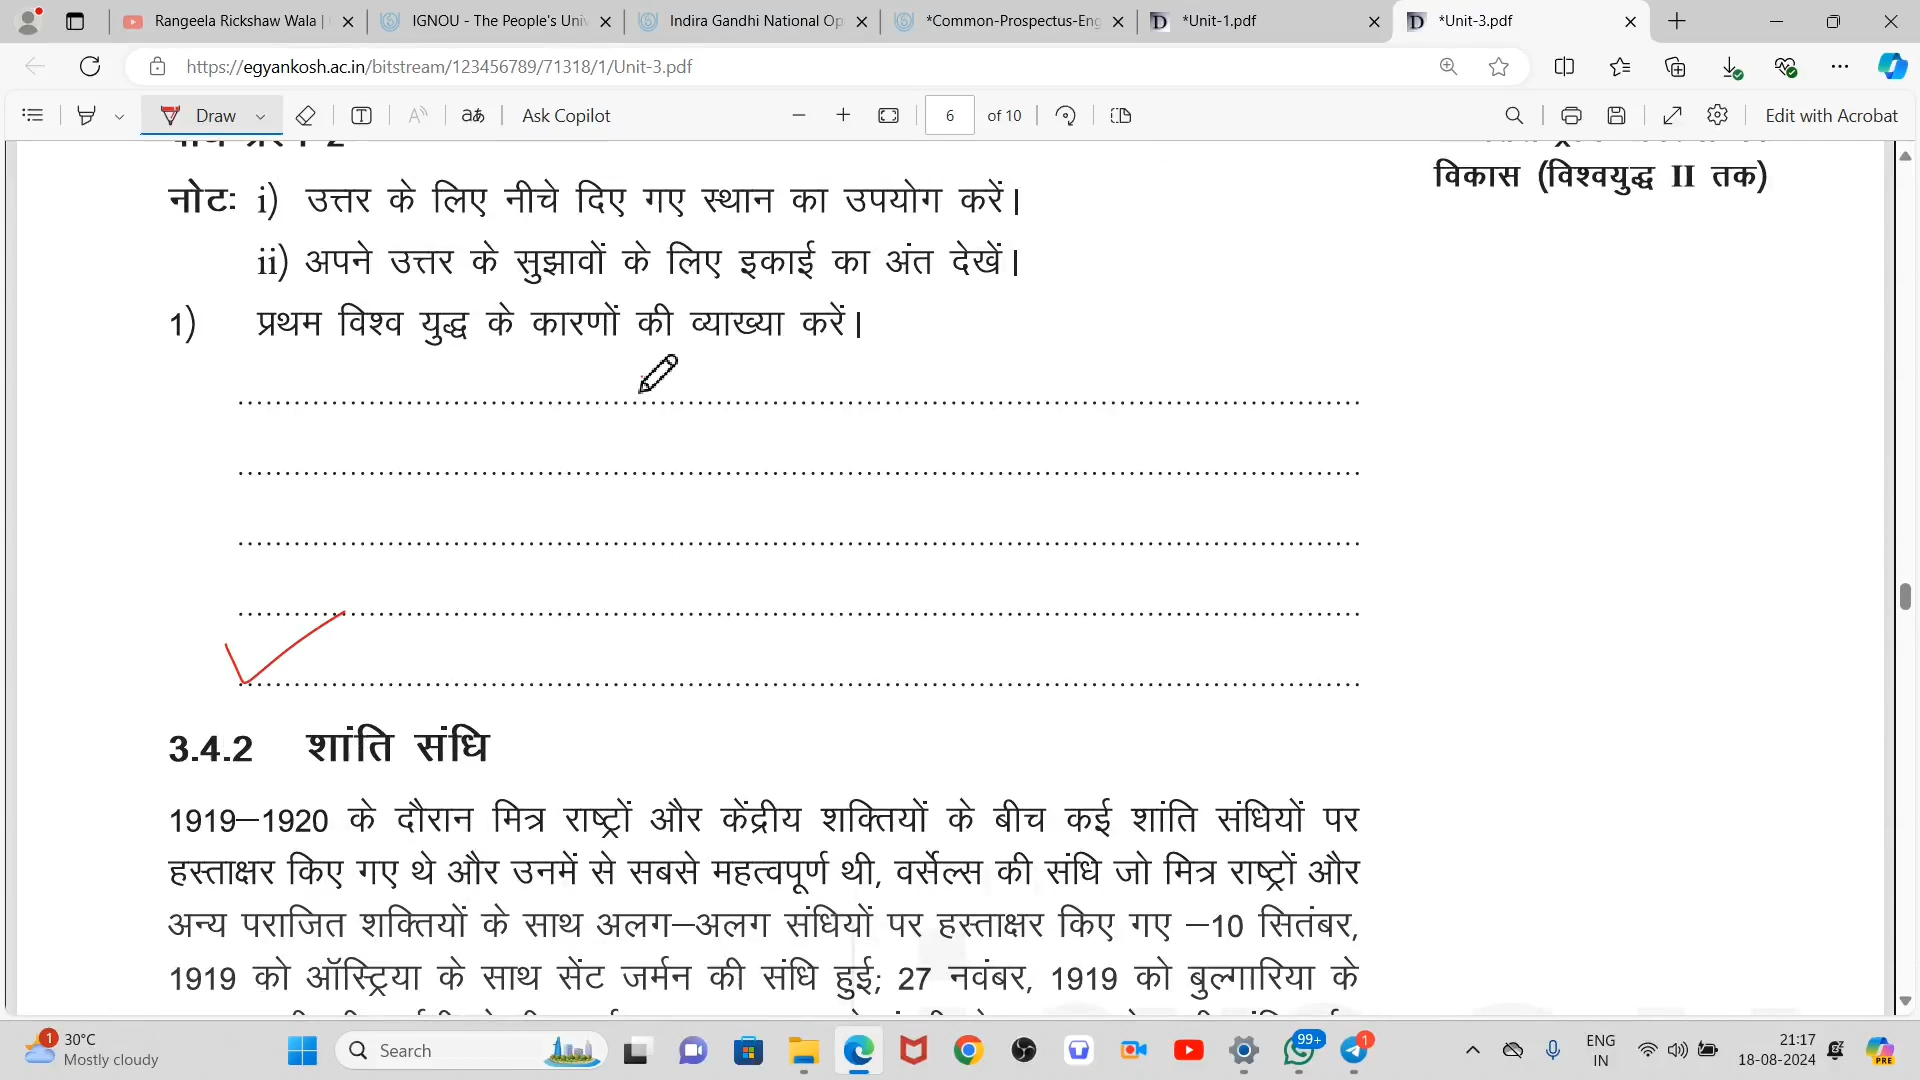 Rangeela Rickshaw Wala |
IGNOU - The People's Uni
Indira Gandhi National Op
*Common-Prospectus-Eng
*Unit-1.pdf
*Unit-3.pdf
https://egyankosh.ac.in/bitstream/123456789/71318/1/Unit-3.pdf
Draw
Ask Copilot
6 of 10
Edit with Acrobat
विकास (विश्वयुद्ध II तक)
नोटः i) उत्तर के लिए नीचे दिए गए स्थान का उपयोग करें।
ii) अपने उत्तर के सुझावों के लिए इकाई का अंत देखें।
1) प्रथम विश्व युद्ध के कारणों की व्याख्या करें।
3.4.2 शांति संधि
1919–1920 के दौरान मित्र राष्ट्रों और केंद्रीय शक्तियों के बीच कई शांति संधियों पर
हस्ताक्षर किए गए थे और उनमें से सबसे महत्वपूर्ण थी, वर्सेल्स की संधि जो मित्र राष्ट्रों और
अन्य पराजित शक्तियों के साथ अलग–अलग संधियों पर हस्ताक्षर किए गए –10 सितंबर,
1919 को ऑस्ट्रिया के साथ सेंट जर्मन की संधि हुई; 27 नवंबर, 1919 को बुल्गारिया के
1
30°C
Mostly cloudy
Search
99+
1
ENG
IN
21:17
18-08-2024
PRE